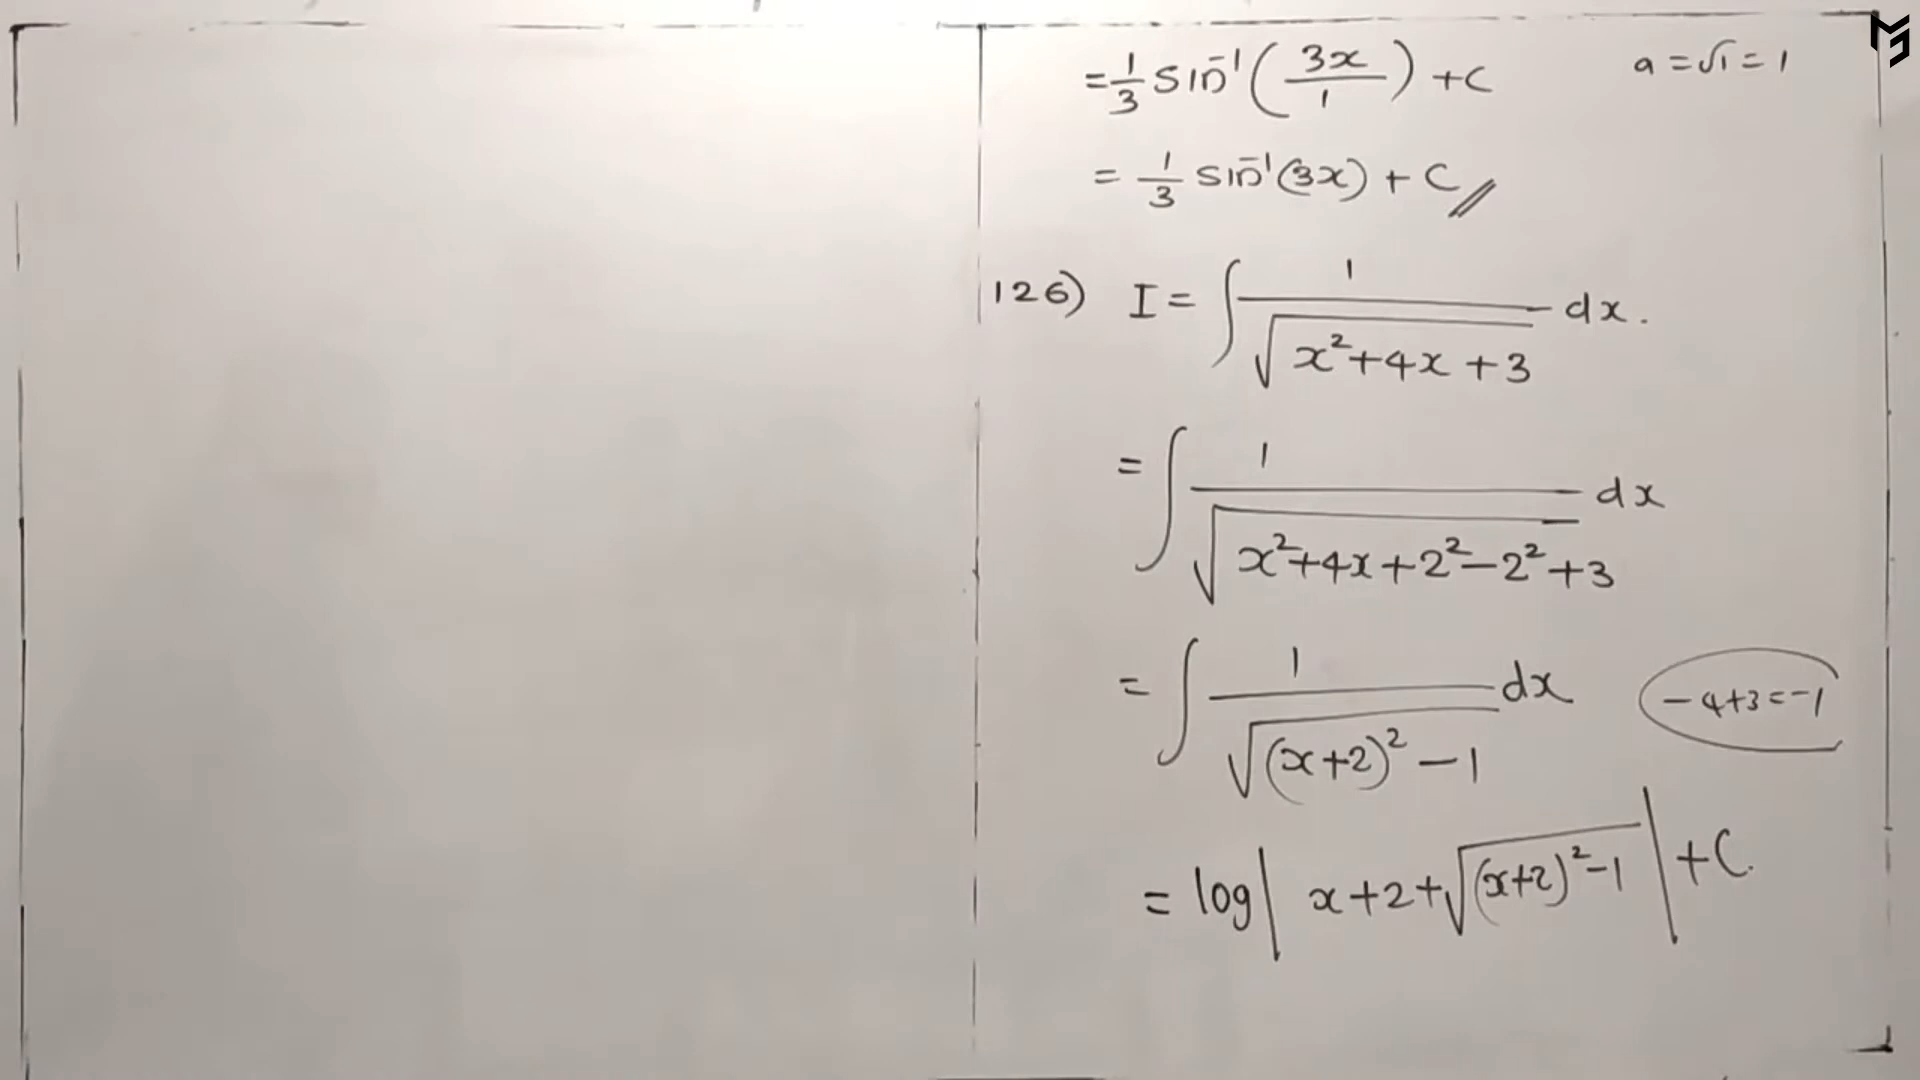 = 1/3 sin⁻¹(3x/1) + C    a = √1 = 1
= 1/3 sin⁻¹(3x) + C //
126) I = ∫ 1/√(x²+4x+3) dx.
= ∫ 1/√(x²+4x+2²−2²+3) dx
= ∫ 1/√((x+2)²−1) dx    −4+3=−1
= log| x+2+√((x+2)²−1) | + C.